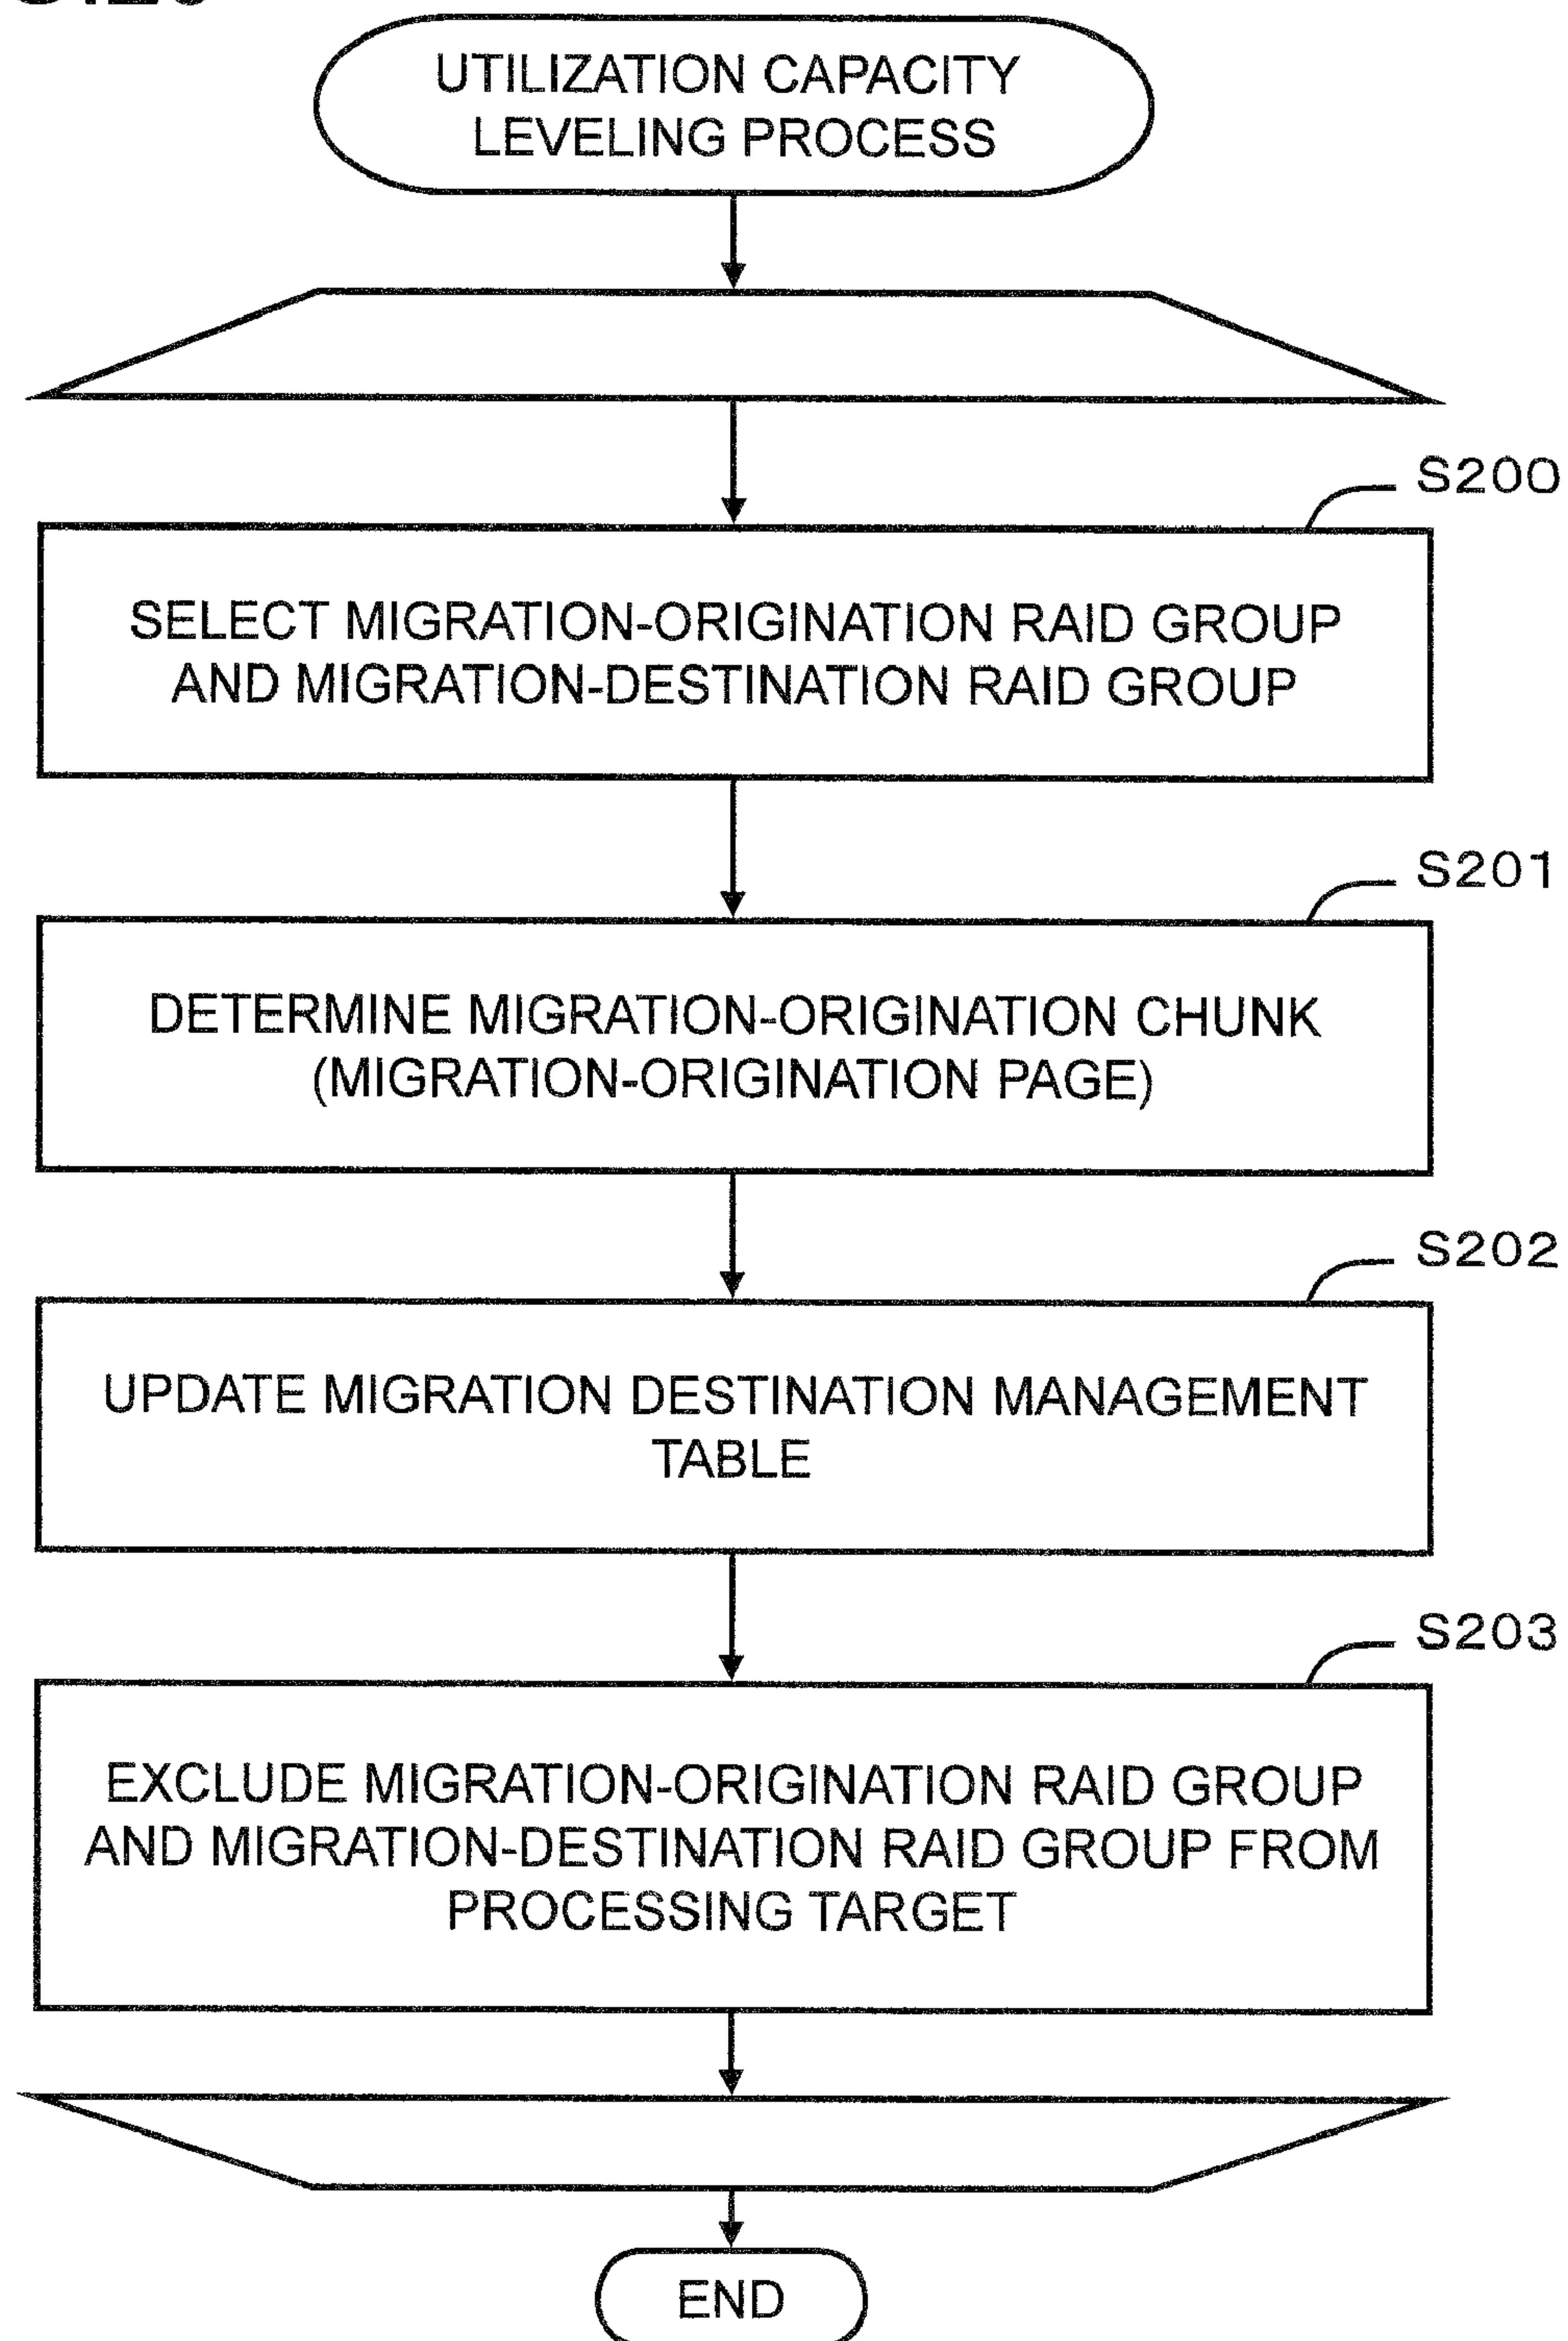 UTILIZATION CAPACITY
LEVELING PROCESS
S200
SELECT MIGRATION-ORIGINATION RAID GROUP
AND MIGRATION-DESTINATION RAID GROUP
S201
DETERMINE MIGRATION-ORIGINATION CHUNK
(MIGRATION-ORIGINATION PAGE)
S202
UPDATE MIGRATION DESTINATION MANAGEMENT
TABLE
S203
EXCLUDE MIGRATION-ORIGINATION RAID GROUP
AND MIGRATION-DESTINATION RAID GROUP FROM
PROCESSING TARGET
END